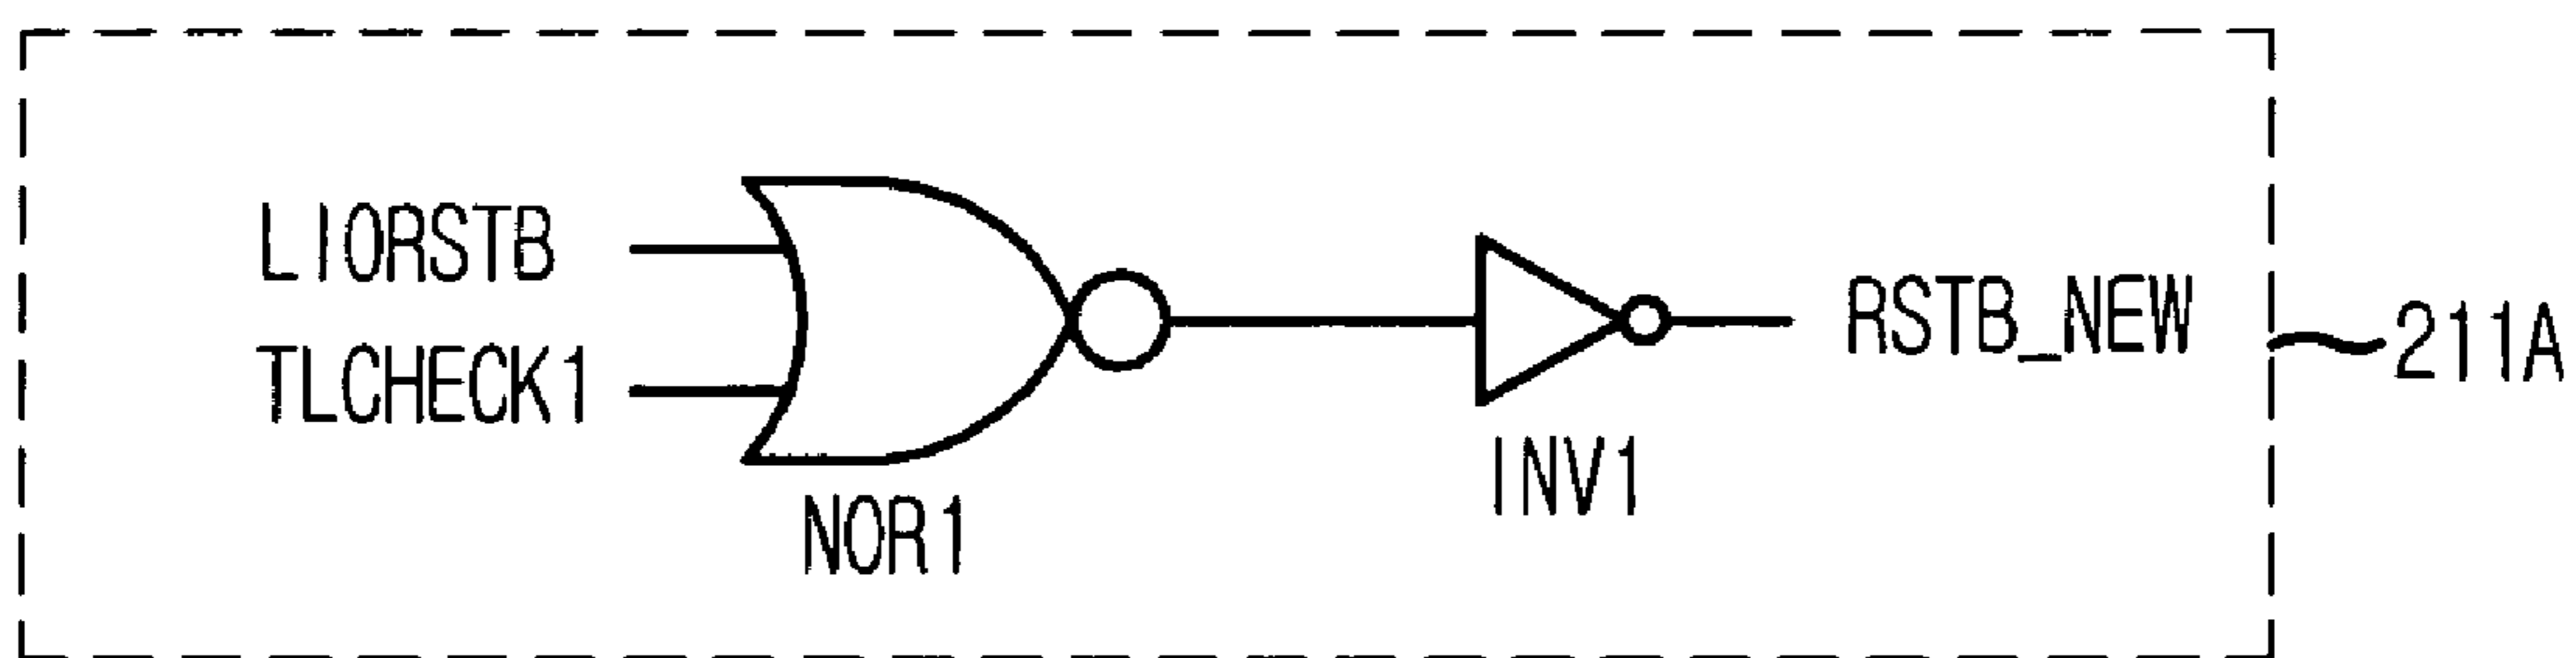 LIORSTB
TLCHECK1
NOR1
INV1
RSTB_NEW
211A